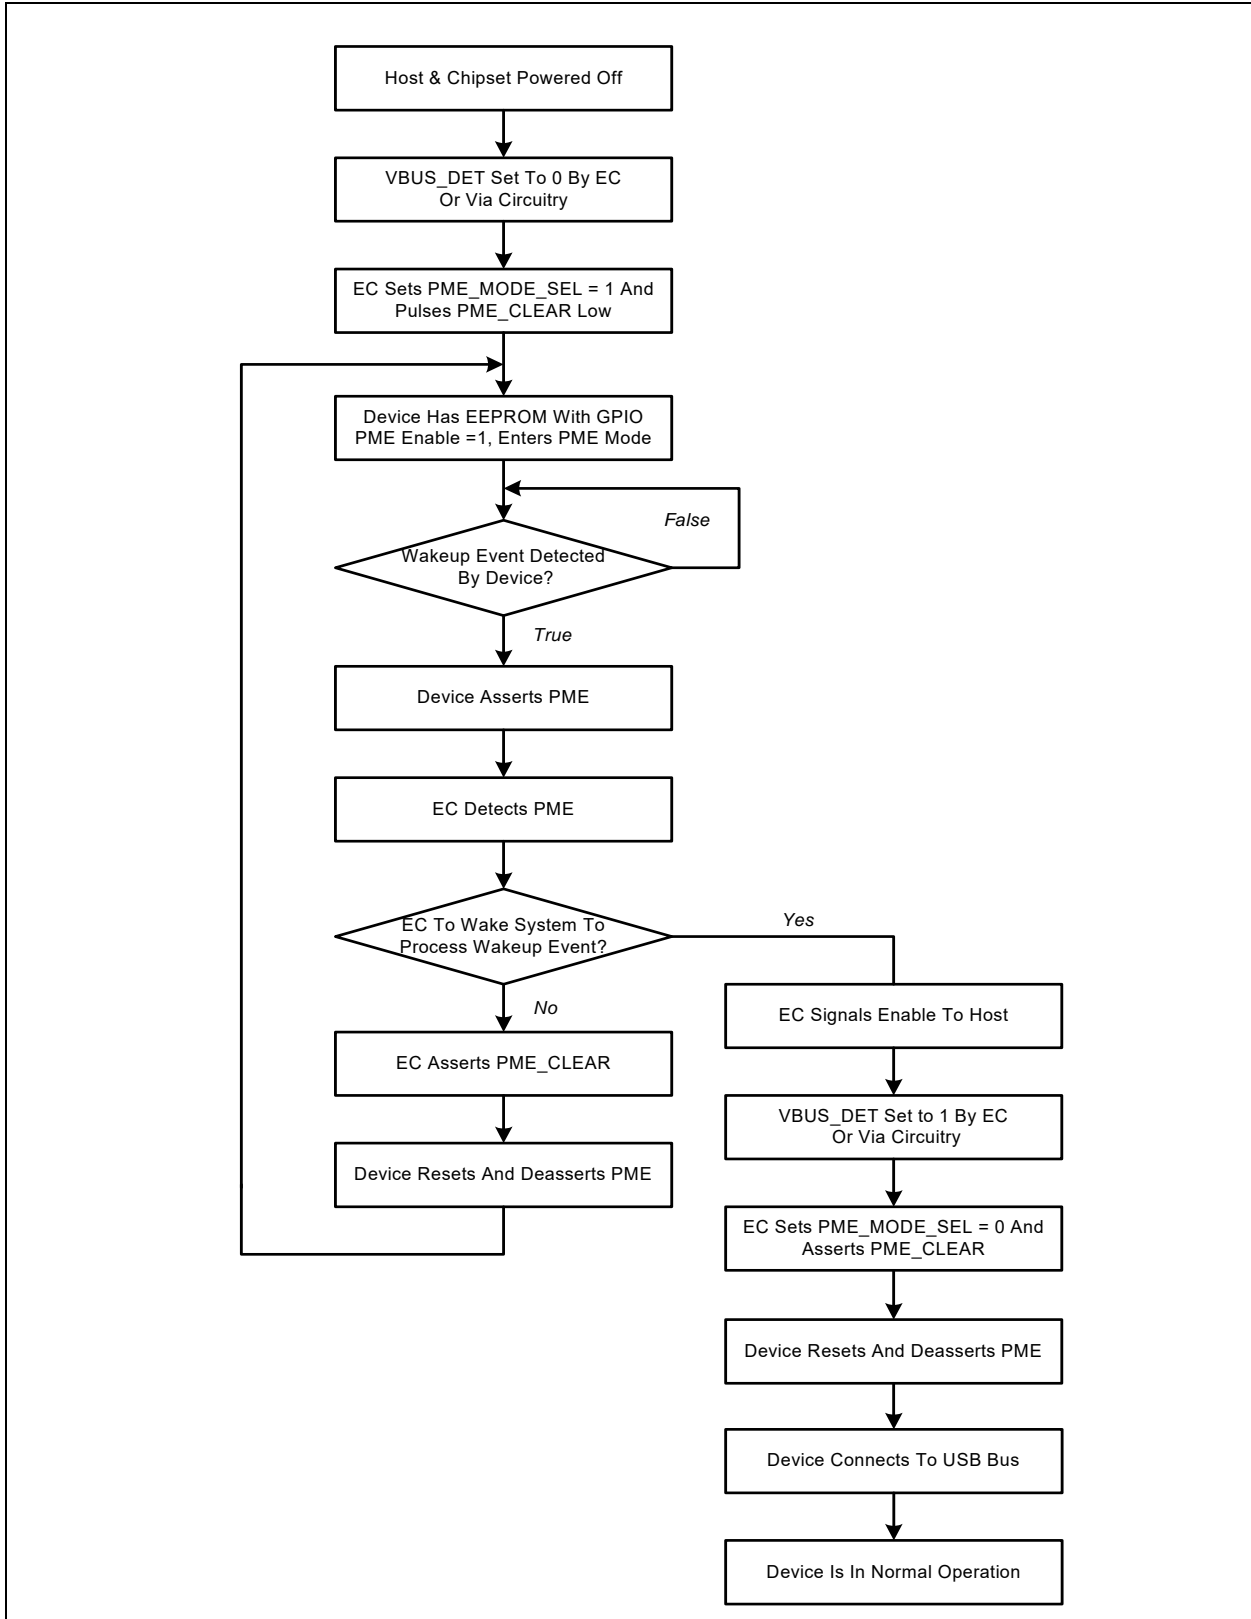 Host & Chipset Powered Off
VBUS_DET Set To 0 By EC
Or Via Circuitry
EC Sets PME_MODE_SEL = 1 And
Pulses PME_CLEAR Low
Device Has EEPROM With GPIO
PME Enable =1, Enters PME Mode
False
Wakeup Event Detected
By Device?
True
Device Asserts PME
EC Detects PME
EC To Wake System To
Process Wakeup Event?
Yes
No
EC Asserts PME_CLEAR
Device Resets And Deasserts PME
EC Signals Enable To Host
VBUS_DET Set to 1 By EC
Or Via Circuitry
EC Sets PME_MODE_SEL = 0 And
Asserts PME_CLEAR
Device Resets And Deasserts PME
Device Connects To USB Bus
Device Is In Normal Operation